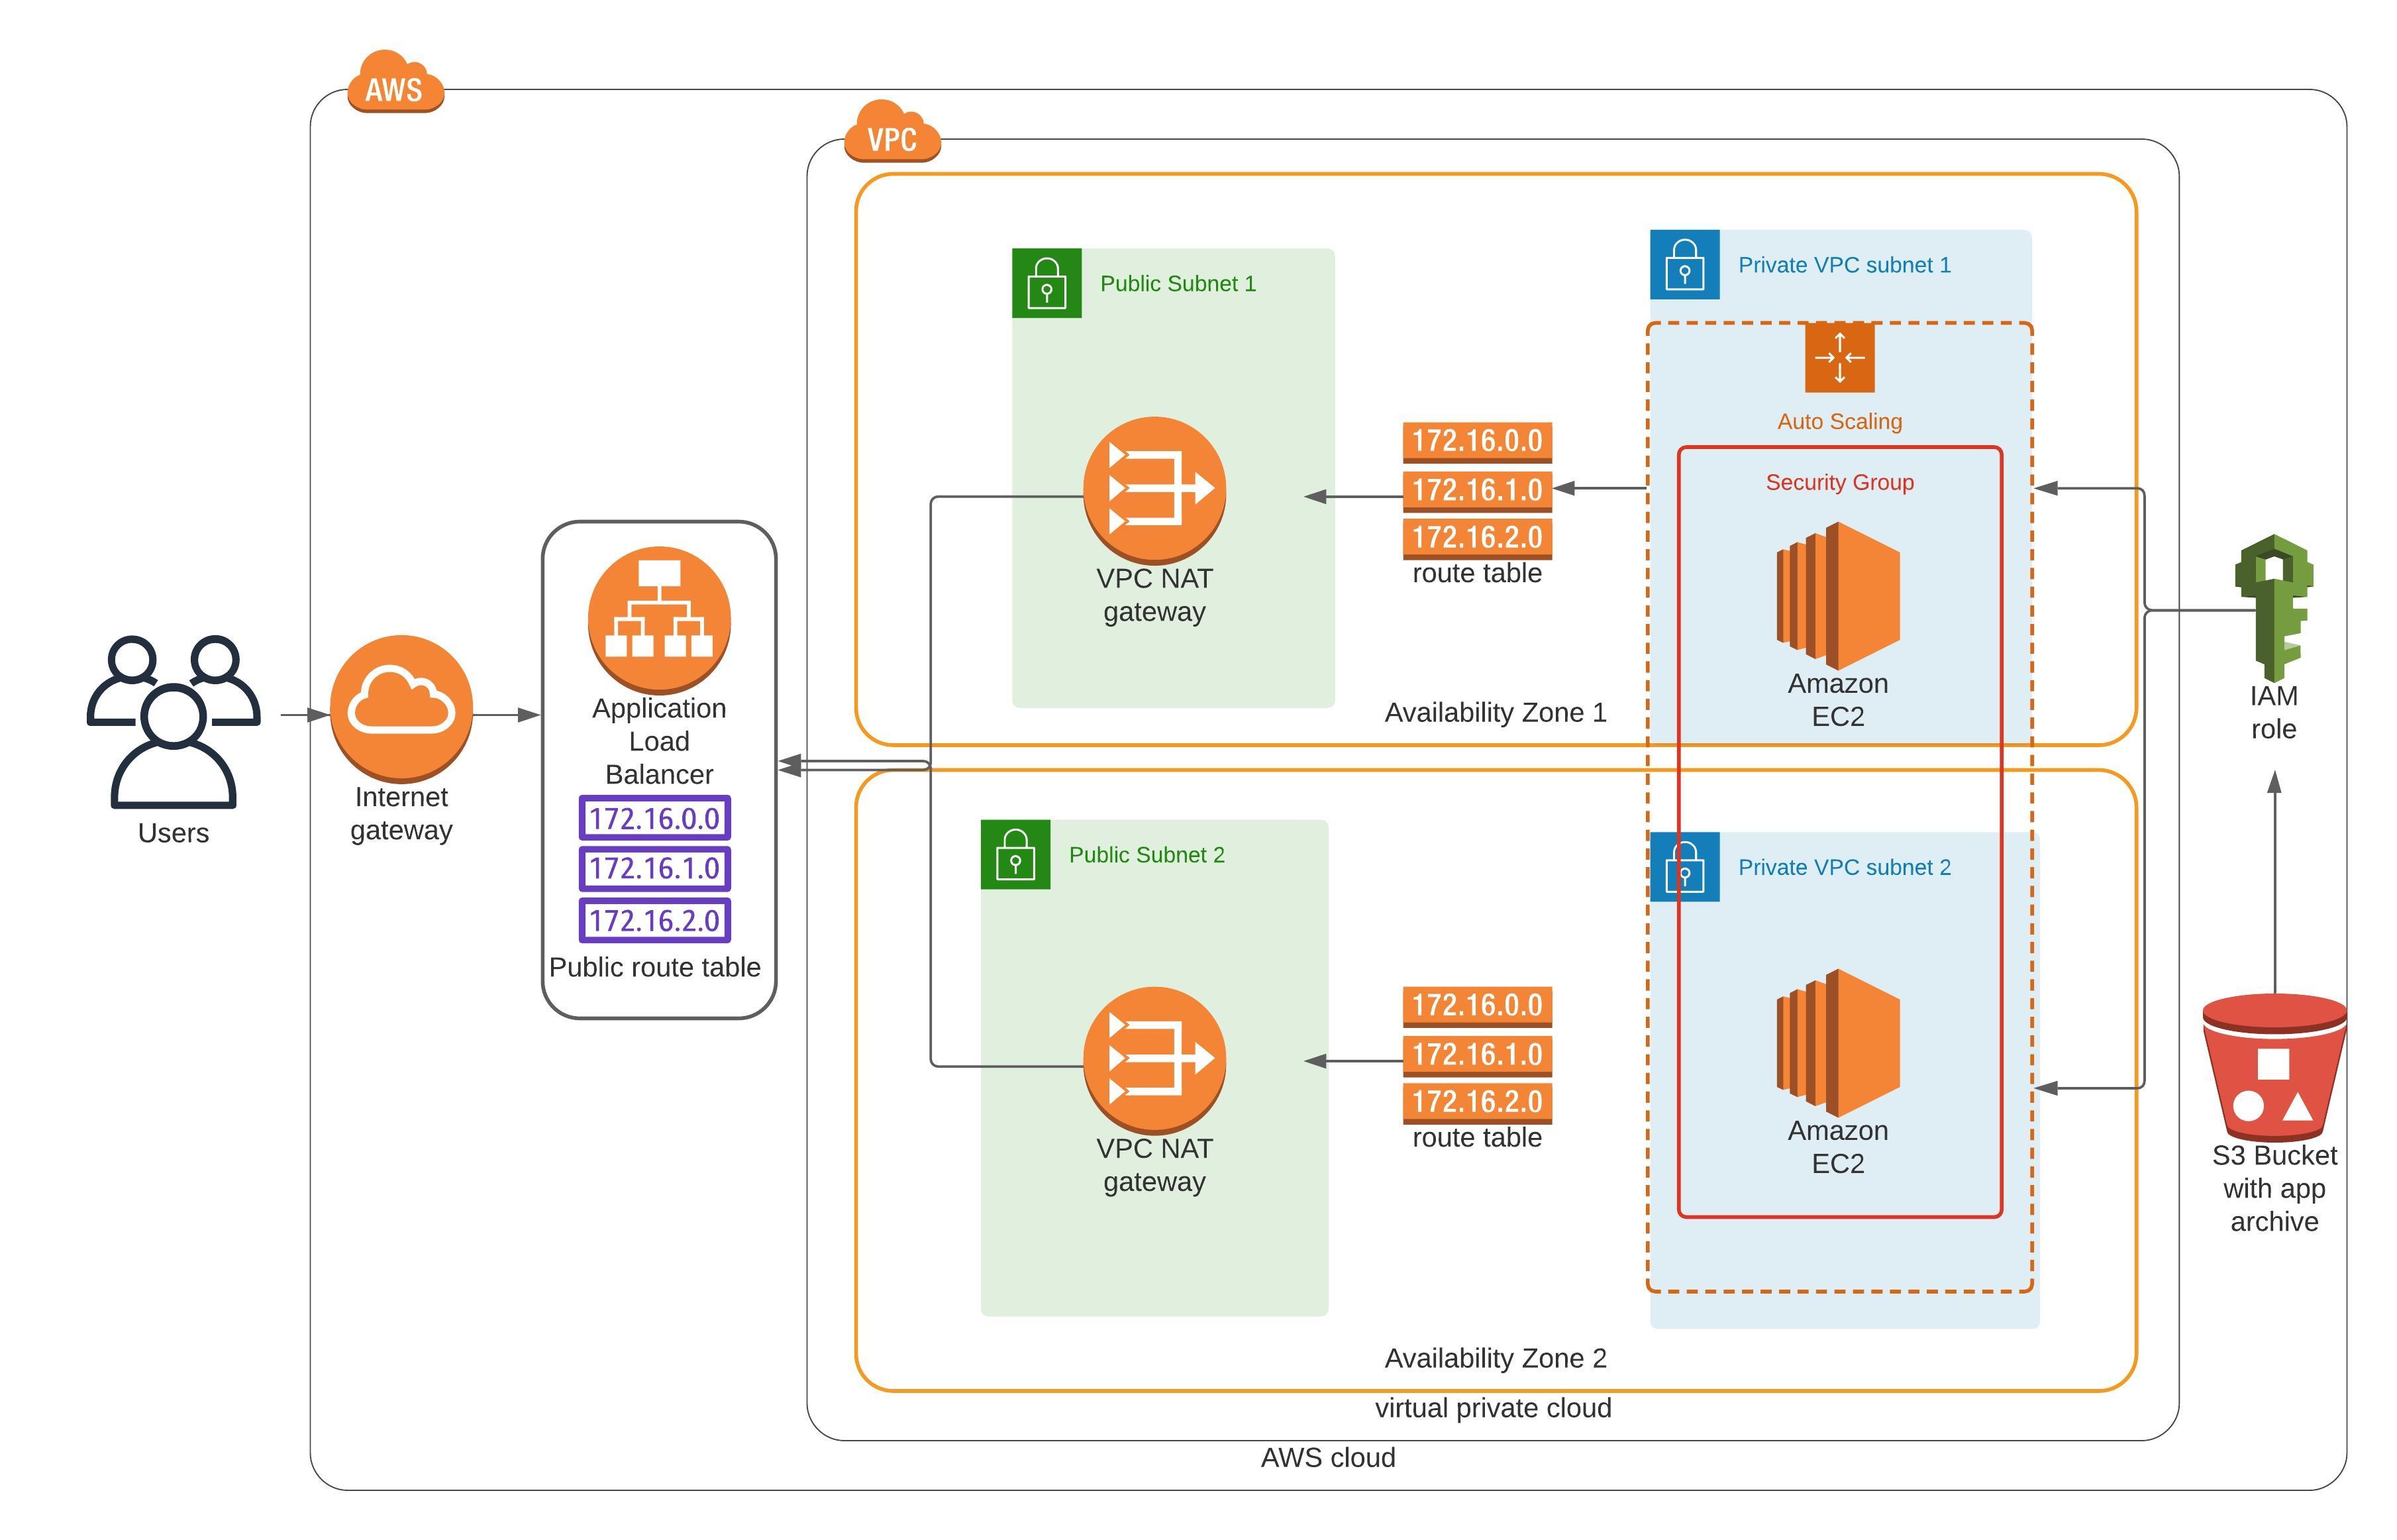 AWS
VPC
Public Subnet 1
Private VPC subnet 1
Auto Scaling
Security Group
172.16.0.0
172.16.1.0
172.16.2.0
route table
VPC NAT
gateway
Amazon
EC2
Availability Zone 1
Users
Internet
gateway
Application
Load
Balancer
172.16.0.0
172.16.1.0
172.16.2.0
Public route table
IAM
role
Public Subnet 2
Private VPC subnet 2
172.16.0.0
172.16.1.0
172.16.2.0
route table
VPC NAT
gateway
Amazon
EC2
S3 Bucket
with app
archive
Availability Zone 2
virtual private cloud
AWS cloud